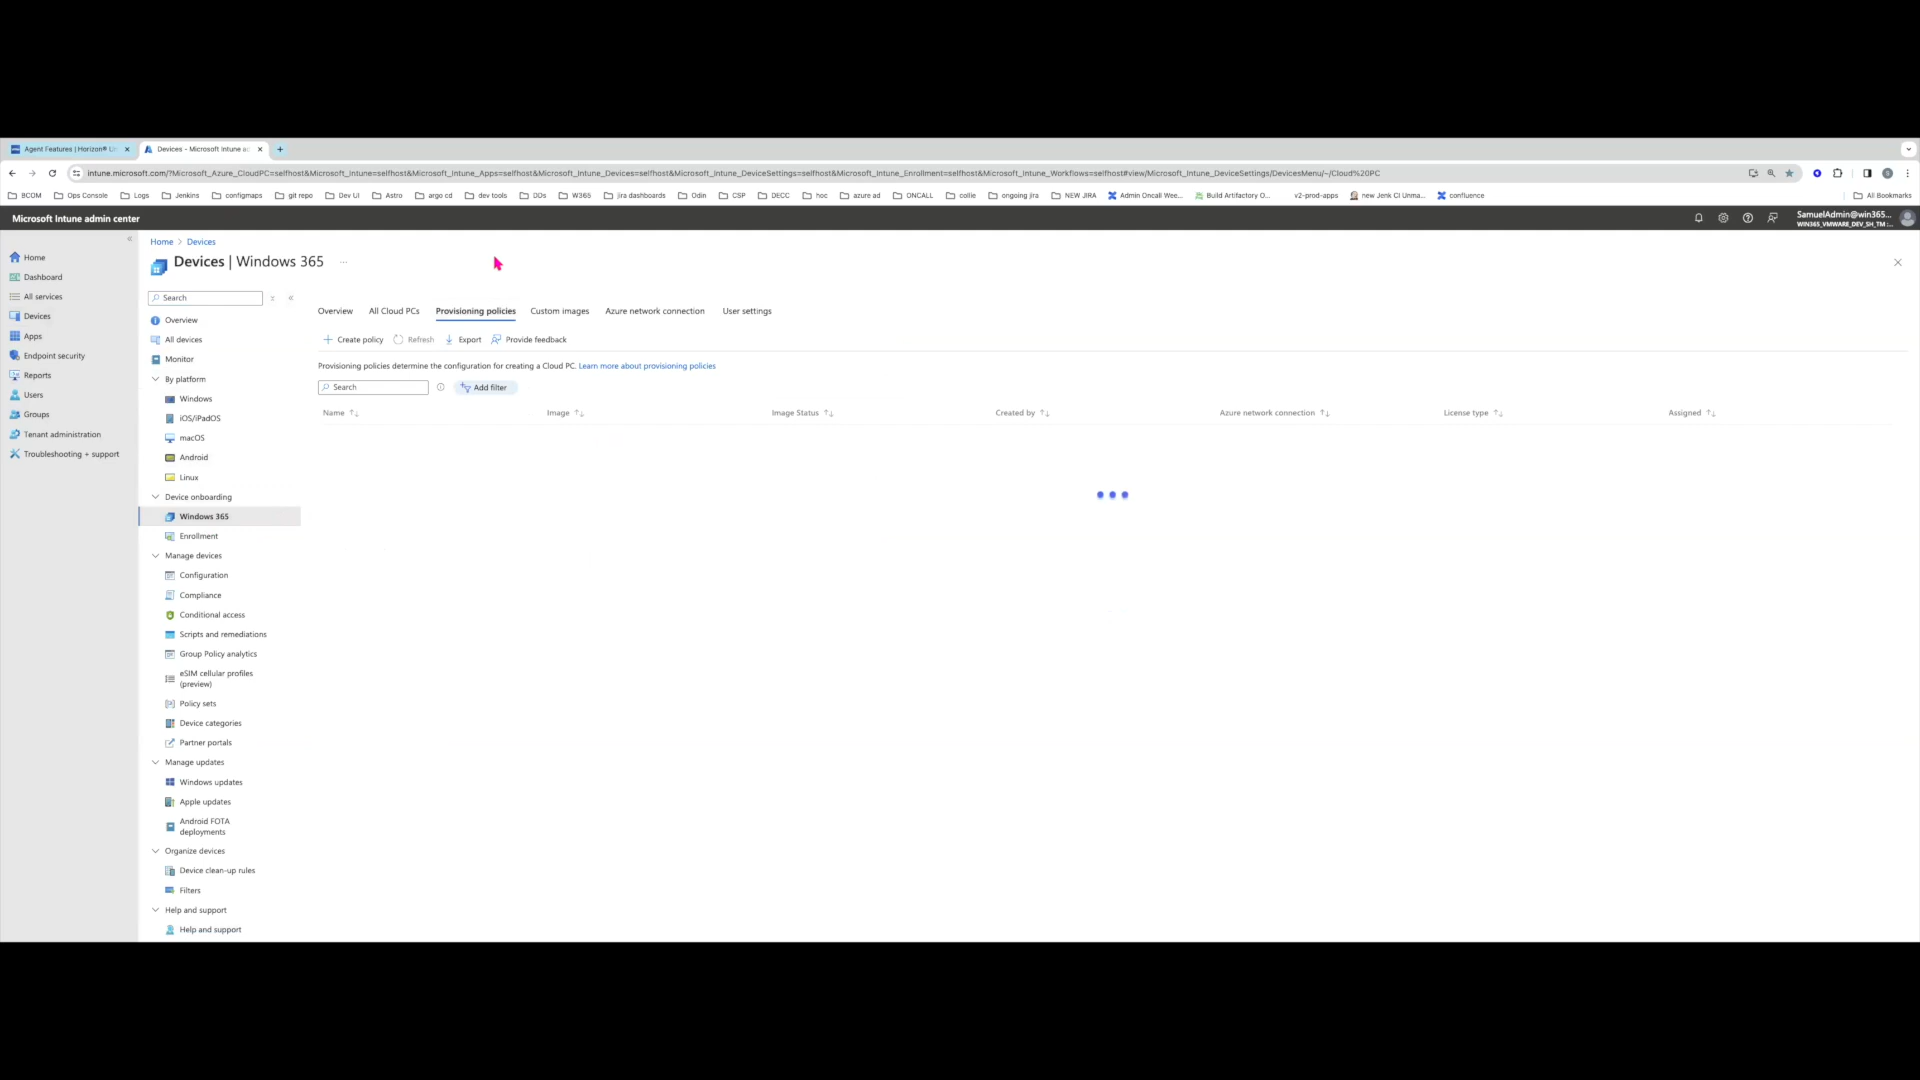 Agent Features | Horizon® U
Devices - Microsoft Intune ac
intune.microsoft.com/?Microsoft_Azure_CloudPC=selfhost&Microsoft_Intune=selfhost&Microsoft_Intune_Apps=selfhost&Microsoft_Intune_Devices=selfhost&Microsoft_Intune_DeviceSettings=selfhost&Microsoft_Intune_Enrollment=selfhost&Microsoft_Intune_Workflows=selfhost#view/Microsoft_Intune_DeviceSettings/DevicesMenu/~/Cloud%20PC
BCOM Ops Console Logs Jenkins configmaps git repo Dev UI Astro argo cd dev tools DDs W365 jira dashboards Odin CSP DECC hoc azure ad ONCALL collie ongoing jira NEW JIRA Admin Oncall Wee... Build Artifactory O... v2-prod-apps new Jenk CI Unma... confluence All Bookmarks
Microsoft Intune admin center
SamuelAdmin@win365...
WIN365_VMWARE_DEV_SH_TM :...
Home
Dashboard
All services
Devices
Apps
Endpoint security
Reports
Users
Groups
Tenant administration
Troubleshooting + support
Home > Devices
Devices | Windows 365 ...
Search
Overview
All devices
Monitor
By platform
Windows
iOS/iPadOS
macOS
Android
Linux
Device onboarding
Windows 365
Enrollment
Manage devices
Configuration
Compliance
Conditional access
Scripts and remediations
Group Policy analytics
eSIM cellular profiles
(preview)
Policy sets
Device categories
Partner portals
Manage updates
Windows updates
Apple updates
Android FOTA
deployments
Organize devices
Device clean-up rules
Filters
Help and support
Help and support
Overview All Cloud PCs Provisioning policies Custom images Azure network connection User settings
Create policy Refresh Export Provide feedback
Provisioning policies determine the configuration for creating a Cloud PC. Learn more about provisioning policies
Search
Add filter
Name Image Image Status Created by Azure network connection License type Assigned